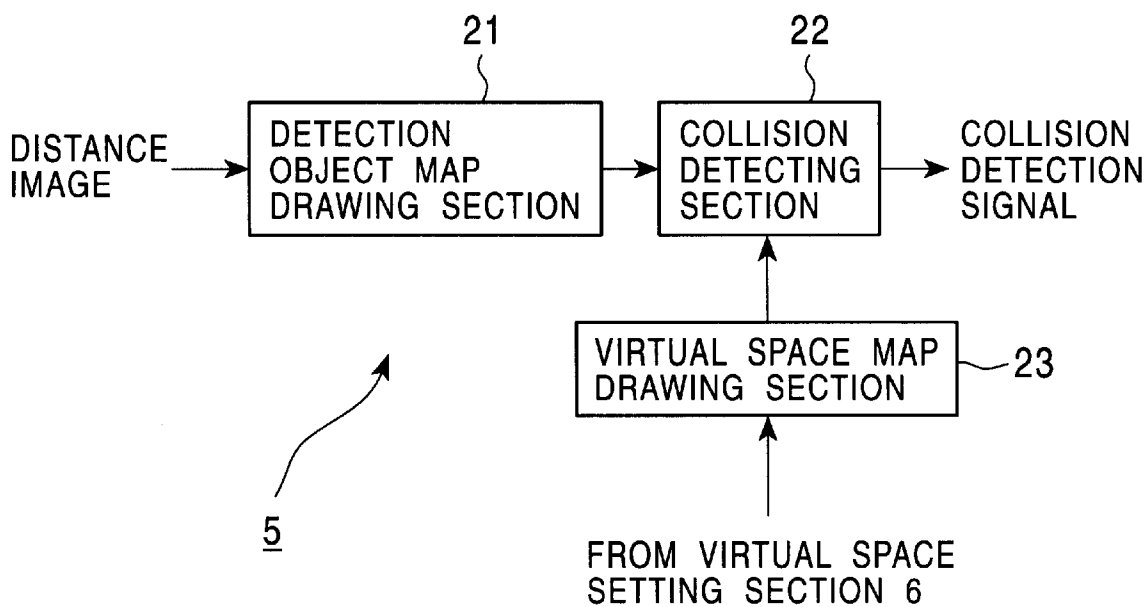 21
22
DISTANCE
IMAGE
DETECTION
OBJECT MAP
DRAWING SECTION
COLLISION
DETECTING
SECTION
COLLISION
DETECTION
SIGNAL
VIRTUAL SPACE MAP
DRAWING SECTION
23
5
FROM VIRTUAL SPACE
SETTING SECTION 6